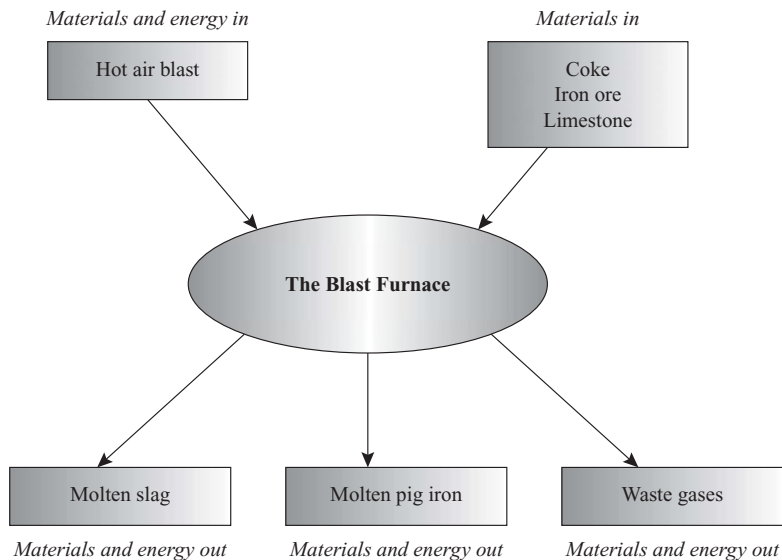 Materials and energy in
Materials in
Hot air blast
Coke
Iron ore
Limestone
The Blast Furnace
Molten slag
Molten pig iron
Waste gases
Materials and energy out
Materials and energy out
Materials and energy out